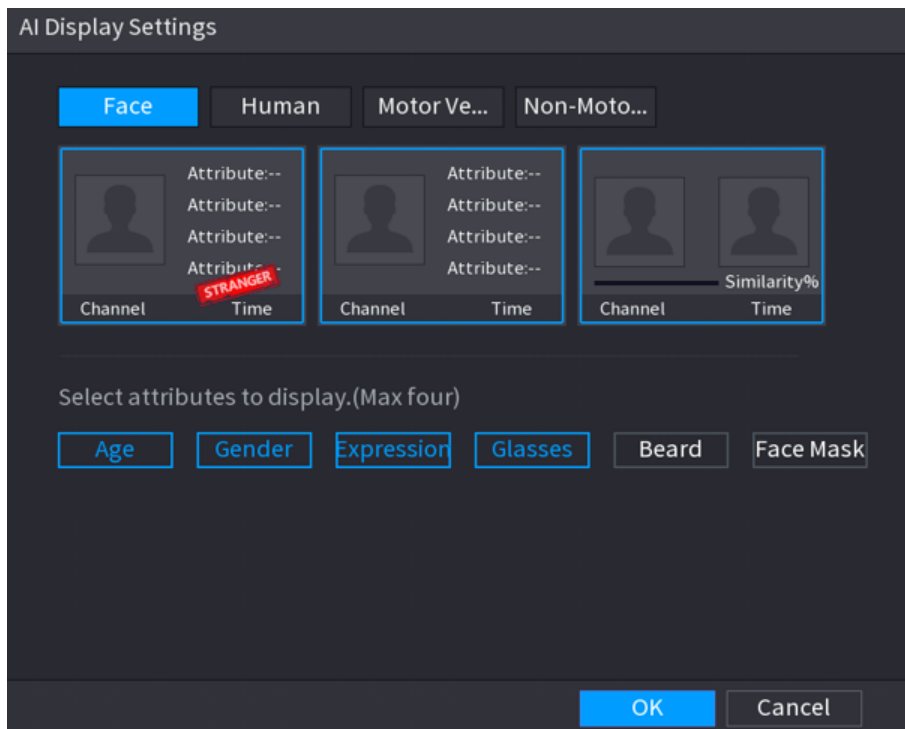 AI Display Settings
Face Human Motor Ve... Non-Moto...
Attribute:-- Attribute:--
Attribute:-- Attribute:--
Attribute:-- Attribute:--
Attribute:-- Attribute:--
STRANGER Similarity%
Channel Time Channel Time Channel Time
Select attributes to display.(Max four)
Age Gender Expression Glasses Beard Face Mask
OK Cancel